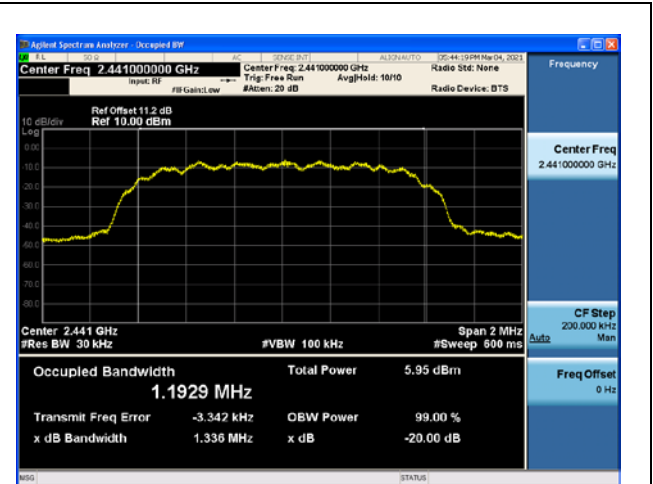 Agilent Spectrum Analyzer - Occupied BW
RL 50 Ω AC SENSE:INT ALIGN AUTO 05:44:19 PM Mar 04, 2021
Center Freq 2.441000000 GHz Center Freq: 2.441000000 GHz Radio Std: None
Input: RF Trig: Free Run Avg|Hold: 10/10
#IFGain:Low #Atten: 20 dB Radio Device: BTS
Ref Offset 11.2 dB
10 dB/div Ref 10.00 dBm
Log
0.00
-10.0
-20.0
-30.0
-40.0
-50.0
-60.0
-70.0
-80.0
Center 2.441 GHz Span 2 MHz
#Res BW 30 kHz #VBW 100 kHz #Sweep 600 ms
Occupied Bandwidth Total Power 5.95 dBm
1.1929 MHz
Transmit Freq Error -3.342 kHz OBW Power 99.00 %
x dB Bandwidth 1.336 MHz x dB -20.00 dB
MSG STATUS
Frequency
Center Freq
2.441000000 GHz
CF Step
200.000 kHz
Auto Man
Freq Offset
0 Hz